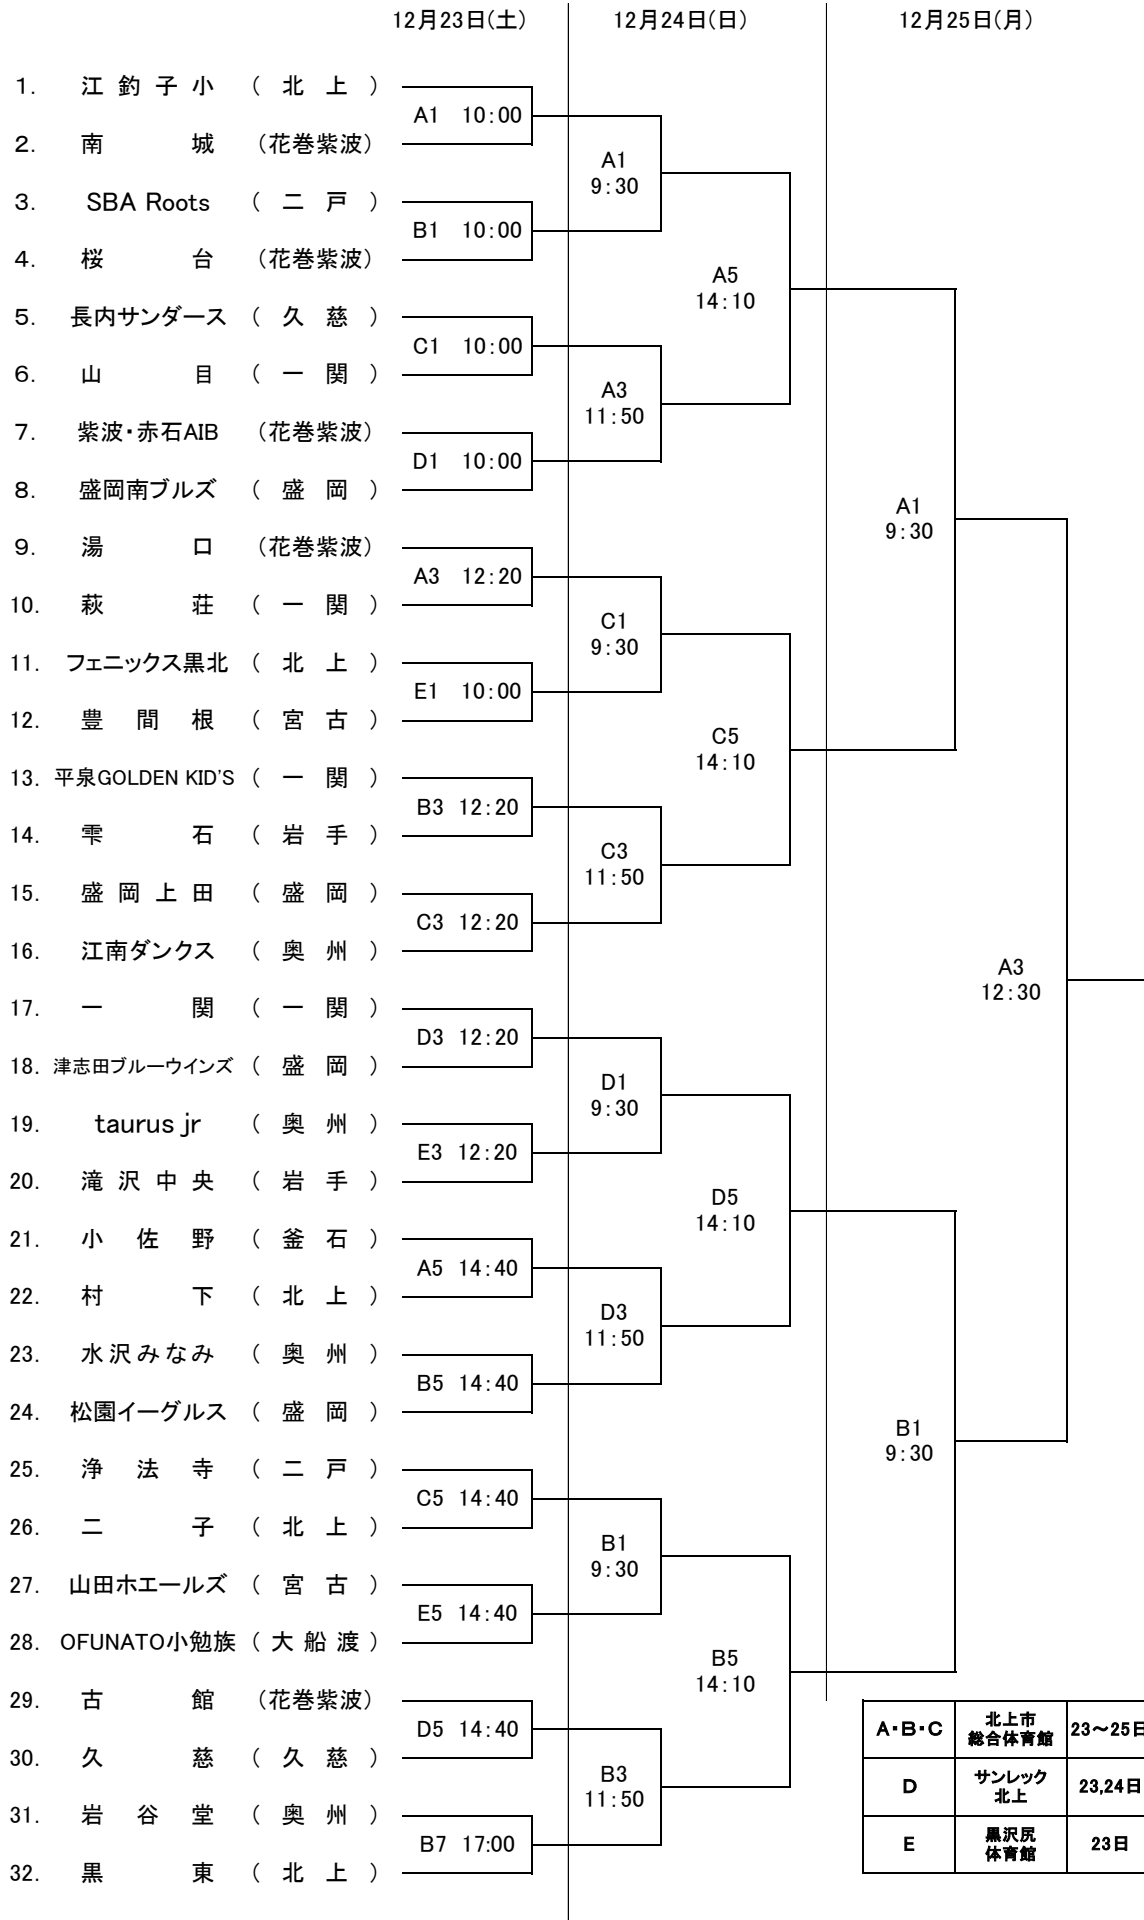 12月23日(土) 12月24日(日) 12月25日(月)
1. 江釣子小 (北上)
A1 10:00
2. 南城 (花巻紫波)
A1
9:30
3. SBA Roots (二戸)
B1 10:00
4. 桜台 (花巻紫波)
A5
14:10
5. 長内サンダース (久慈)
C1 10:00
6. 山目 (一関)
A3
11:50
7. 紫波・赤石AIB (花巻紫波)
D1 10:00
8. 盛岡南ブルズ (盛岡)
A1
9:30
9. 湯口 (花巻紫波)
A3 12:20
10. 萩荘 (一関)
C1
9:30
11. フェニックス黒北 (北上)
E1 10:00
12. 豊間根 (宮古)
C5
14:10
13. 平泉GOLDEN KID'S (一関)
B3 12:20
14. 雫石 (岩手)
C3
11:50
15. 盛岡上田 (盛岡)
C3 12:20
16. 江南ダンクス (奥州)
A3
12:30
17. 一関 (一関)
D3 12:20
18. 津志田ブルーウインズ (盛岡)
D1
9:30
19. taurus jr (奥州)
E3 12:20
20. 滝沢中央 (岩手)
D5
14:10
21. 小佐野 (釜石)
A5 14:40
22. 村下 (北上)
D3
11:50
23. 水沢みなみ (奥州)
B5 14:40
24. 松園イーグルス (盛岡)
B1
9:30
25. 浄法寺 (二戸)
C5 14:40
26. 二子 (北上)
B1
9:30
27. 山田ホエールズ (宮古)
E5 14:40
28. OFUNATO小勉族 (大船渡)
B5
14:10
29. 古館 (花巻紫波)
D5 14:40
30. 久慈 (久慈)
B3
11:50
31. 岩谷堂 (奥州)
B7 17:00
32. 黒東 (北上)
A・B・C 北上市総合体育館 23～25日
D サンレック北上 23,24日
E 黒沢尻体育館 23日